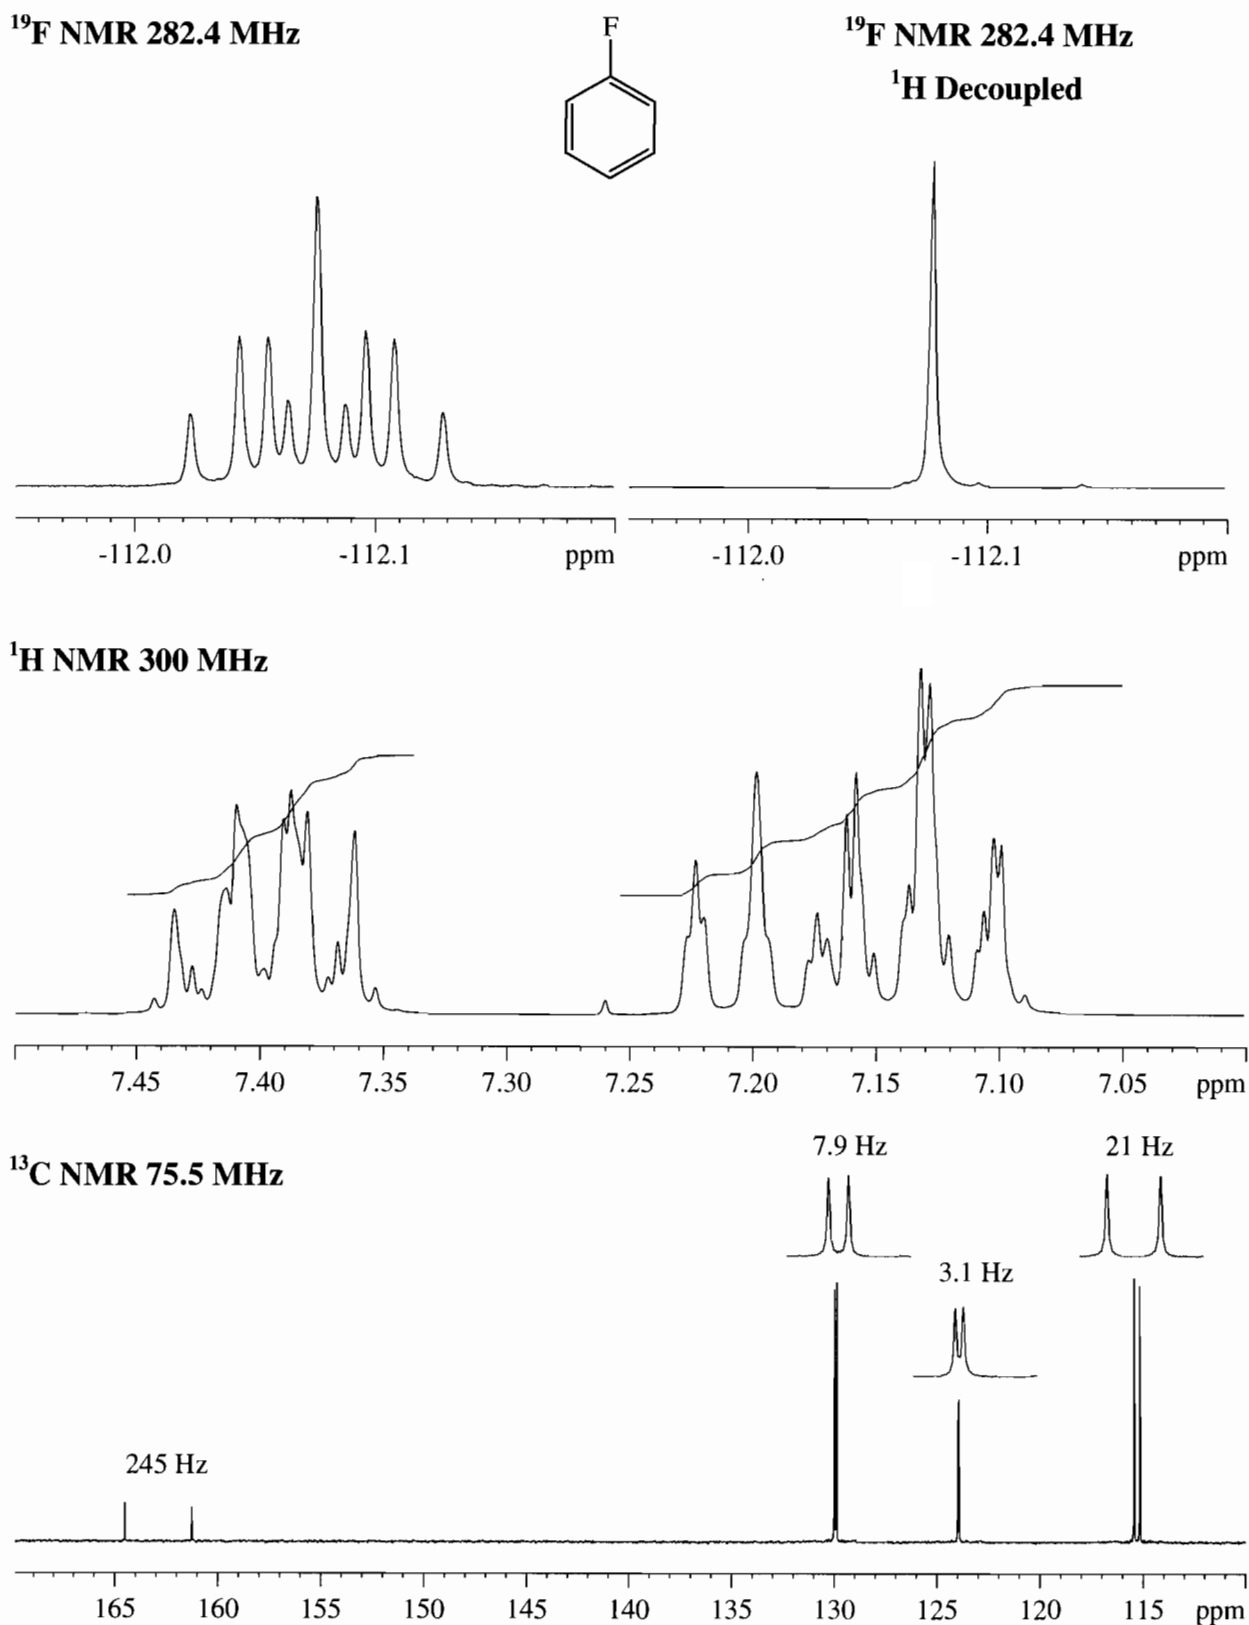 ¹⁹F NMR 282.4 MHz
F
¹⁹F NMR 282.4 MHz
¹H Decoupled
-112.0 -112.1 ppm
-112.0 -112.1 ppm
¹H NMR 300 MHz
7.45 7.40 7.35 7.30 7.25 7.20 7.15 7.10 7.05 ppm
¹³C NMR 75.5 MHz
7.9 Hz
21 Hz
3.1 Hz
245 Hz
165 160 155 150 145 140 135 130 125 120 115 ppm